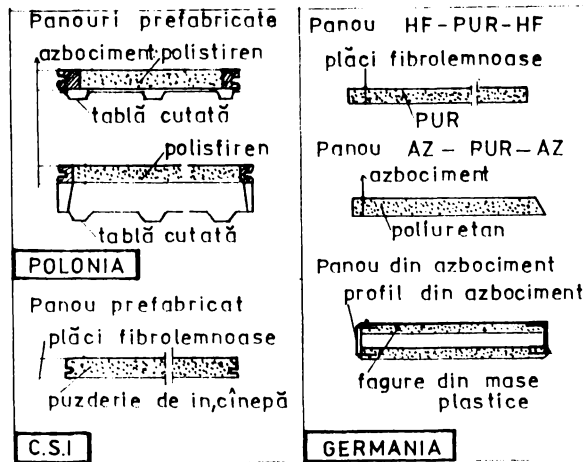 Panouri prefabricate
azbociment polistiren
tablă cutată
polistiren
tablă cutată
POLONIA
Panou prefabricat
plăci fibrolemnoase
puzderie de in,cînepă
C.S.I
Panou HF-PUR-HF
plăci fibrolemnoase
PUR
Panou AZ-PUR-AZ
azbociment
poliuretan
Panou din azbociment
profil din azbociment
fagure din mase
plastice
GERMANIA